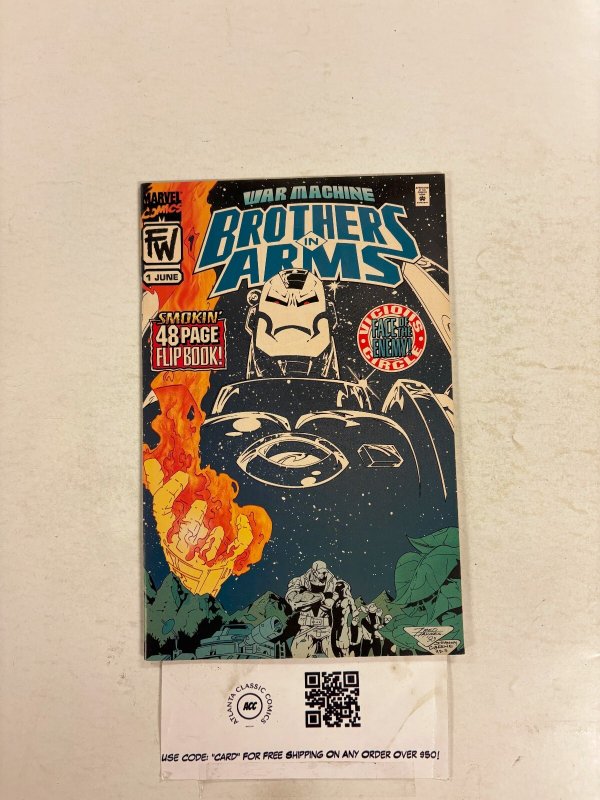 MARVEL
COMICS
FW
1 JUNE
WAR MACHINE
BROTHERS
IN
ARMS
SMOKIN'
48 PAGE
FLIP BOOK!
VICIOUS
FACE OF
THE
ENEMY!
CIRCLE
ATLANTA CLASSIC COMICS
ACC
USE CODE: "CARD" FOR FREE SHIPPING ON ANY ORDER OVER $50!